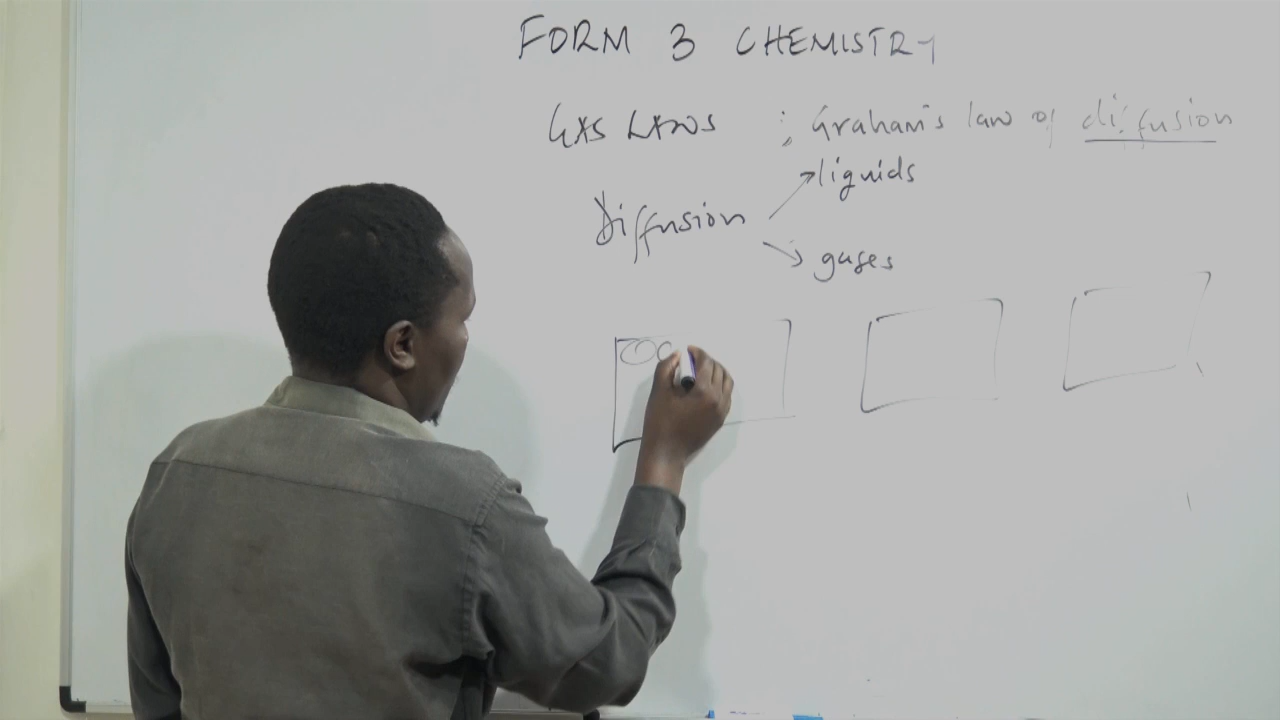 FORM 3 CHEMISTRY
GAS LAWS : Graham's law of diffusion
liquids
Diffusion
gases